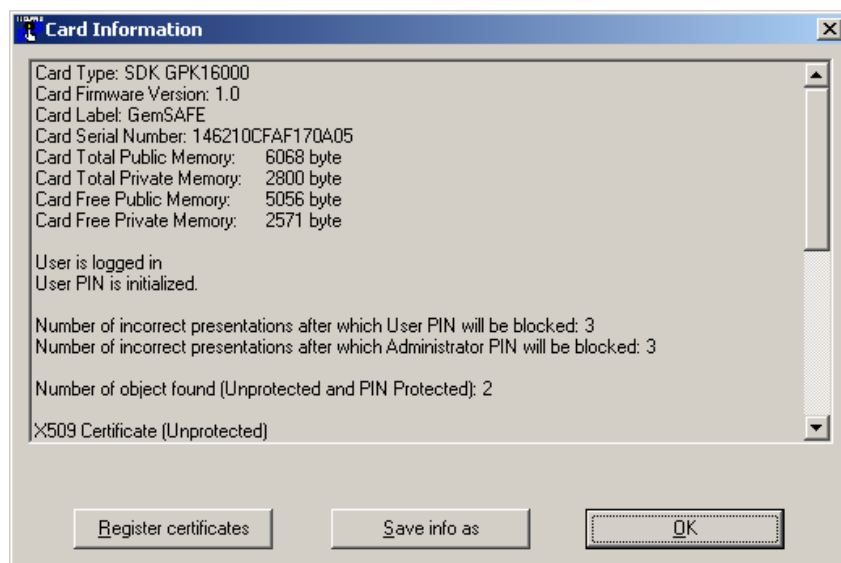 Card Information
Card Type: SDK GPK16000
Card Firmware Version: 1.0
Card Label: GemSAFE
Card Serial Number: 146210CFAF170A05
Card Total Public Memory: 6068 byte
Card Total Private Memory: 2800 byte
Card Free Public Memory: 5056 byte
Card Free Private Memory: 2571 byte
User is logged in
User PIN is initialized.
Number of incorrect presentations after which User PIN will be blocked: 3
Number of incorrect presentations after which Administrator PIN will be blocked: 3
Number of object found (Unprotected and PIN Protected): 2
X509 Certificate (Unprotected)
Register certificates
Save info as
OK